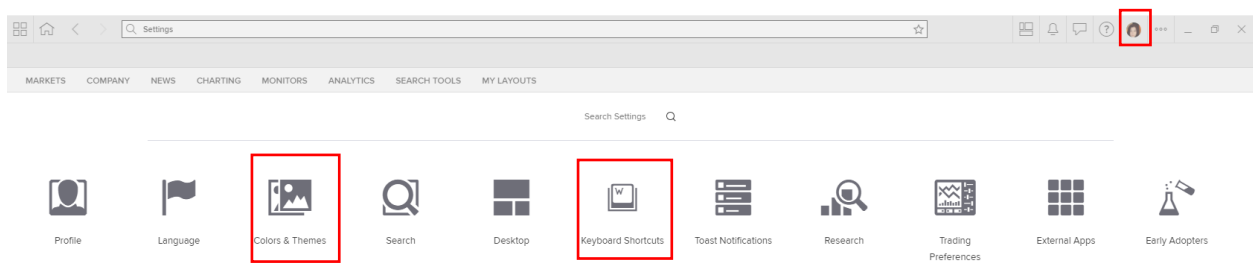 Settings
?
MARKETS COMPANY NEWS CHARTING MONITORS ANALYTICS SEARCH TOOLS MY LAYOUTS
Search Settings
W
Profile Language Colors & Themes Search Desktop Keyboard Shortcuts Toast Notifications Research Trading Preferences External Apps Early Adopters